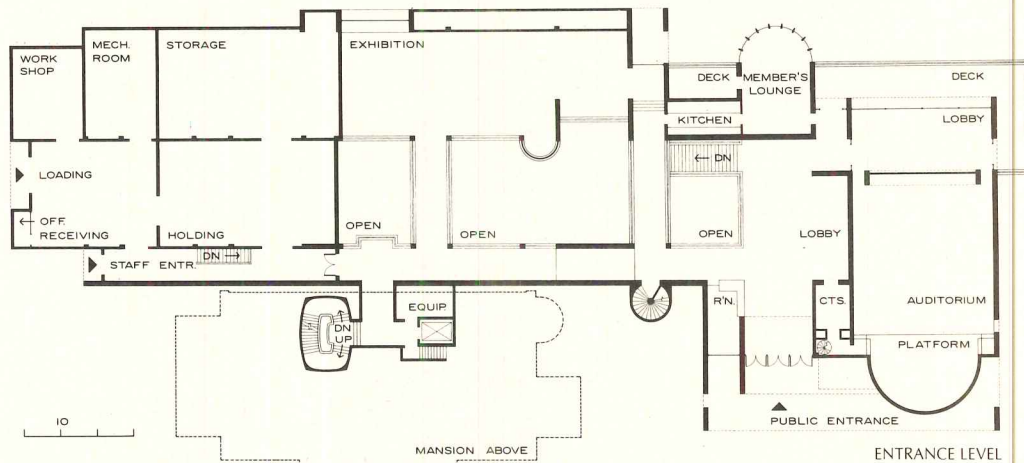 WORK
SHOP
MECH.
ROOM
STORAGE
EXHIBITION
DECK
MEMBER'S
LOUNGE
DECK
KITCHEN
LOBBY
← DN
LOADING
← OFF.
RECEIVING
HOLDING
OPEN
OPEN
OPEN
LOBBY
STAFF ENTR.
DN →
EQUIP.
R'N.
CTS.
AUDITORIUM
DN
UP
PLATFORM
10
PUBLIC ENTRANCE
MANSION ABOVE
ENTRANCE LEVEL